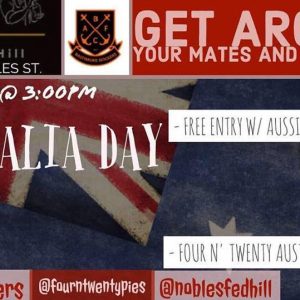 Hill
LES ST.
B F
C
GET AR
YOUR MATES AND
@ 3:00PM
ALIA DAY
- FREE ENTRY W/ AUSSI
- FOUR N' TWENTY AUST
ers
@fourntwentypies
@noblesfedhill